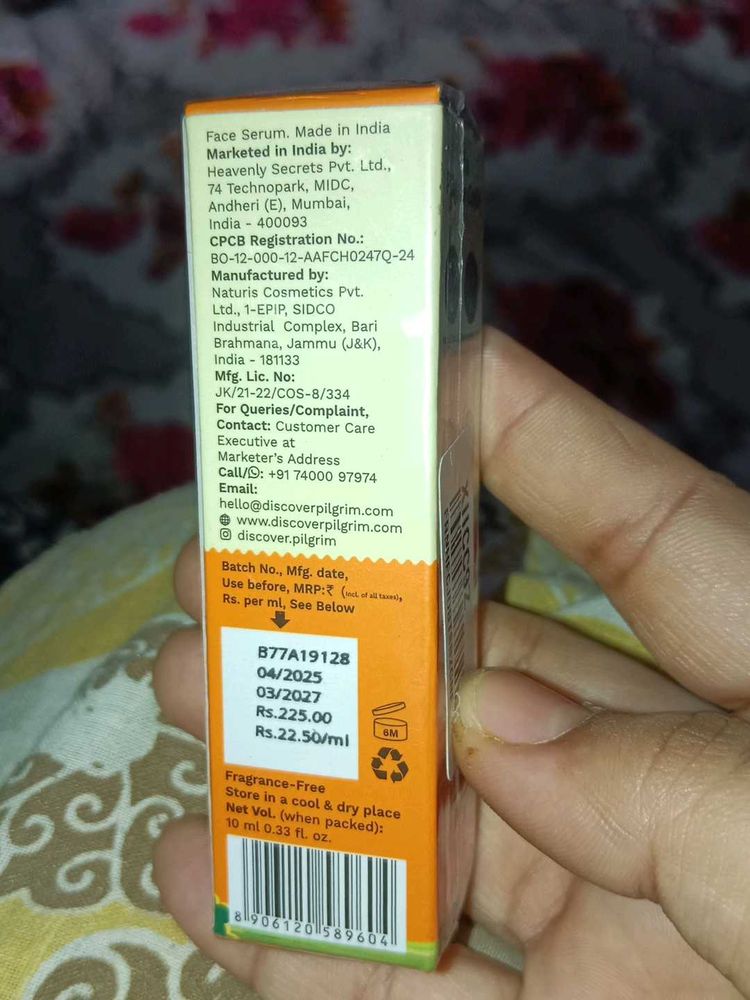 Face Serum. Made in India
Marketed in India by:
Heavenly Secrets Pvt. Ltd.,
74 Technopark, MIDC,
Andheri (E), Mumbai,
India - 400093
CPCB Registration No.:
BO-12-000-12-AAFCH0247Q-24
Manufactured by:
Naturis Cosmetics Pvt.
Ltd., 1-EPIP, SIDCO
Industrial Complex, Bari
Brahmana, Jammu (J&K),
India - 181133
Mfg. Lic. No:
JK/21-22/COS-8/334
For Queries/Complaint,
Contact: Customer Care
Executive at
Marketer's Address
Call/: +91 74000 97974
Email:
hello@discoverpilgrim.com
www.discoverpilgrim.com
discover.pilgrim
Batch No., Mfg. date,
Use before, MRP:₹ (Incl. of all taxes),
Rs. per ml, See Below
B77A19128
04/2025
03/2027
Rs.225.00
Rs.22.50/ml
6M
Fragrance-Free
Store in a cool & dry place
Net Vol. (when packed):
10 ml 0.33 fl. oz.
8 906120 589604